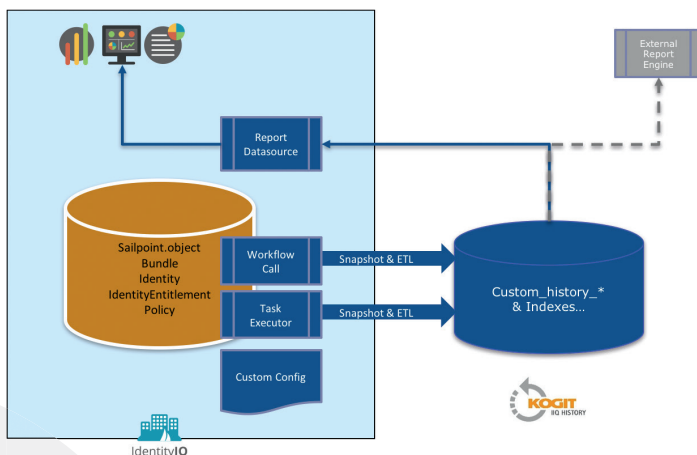 External
Report
Engine
Report
Datasource
Sailpoint.object
Bundle
Identity
IdentityEntitlement
Policy
Workflow
Call
Snapshot & ETL
Task
Executor
Snapshot & ETL
Custom Config
Custom_history_*
& Indexes...
KOGIT
IIQ HISTORY
IdentityIQ